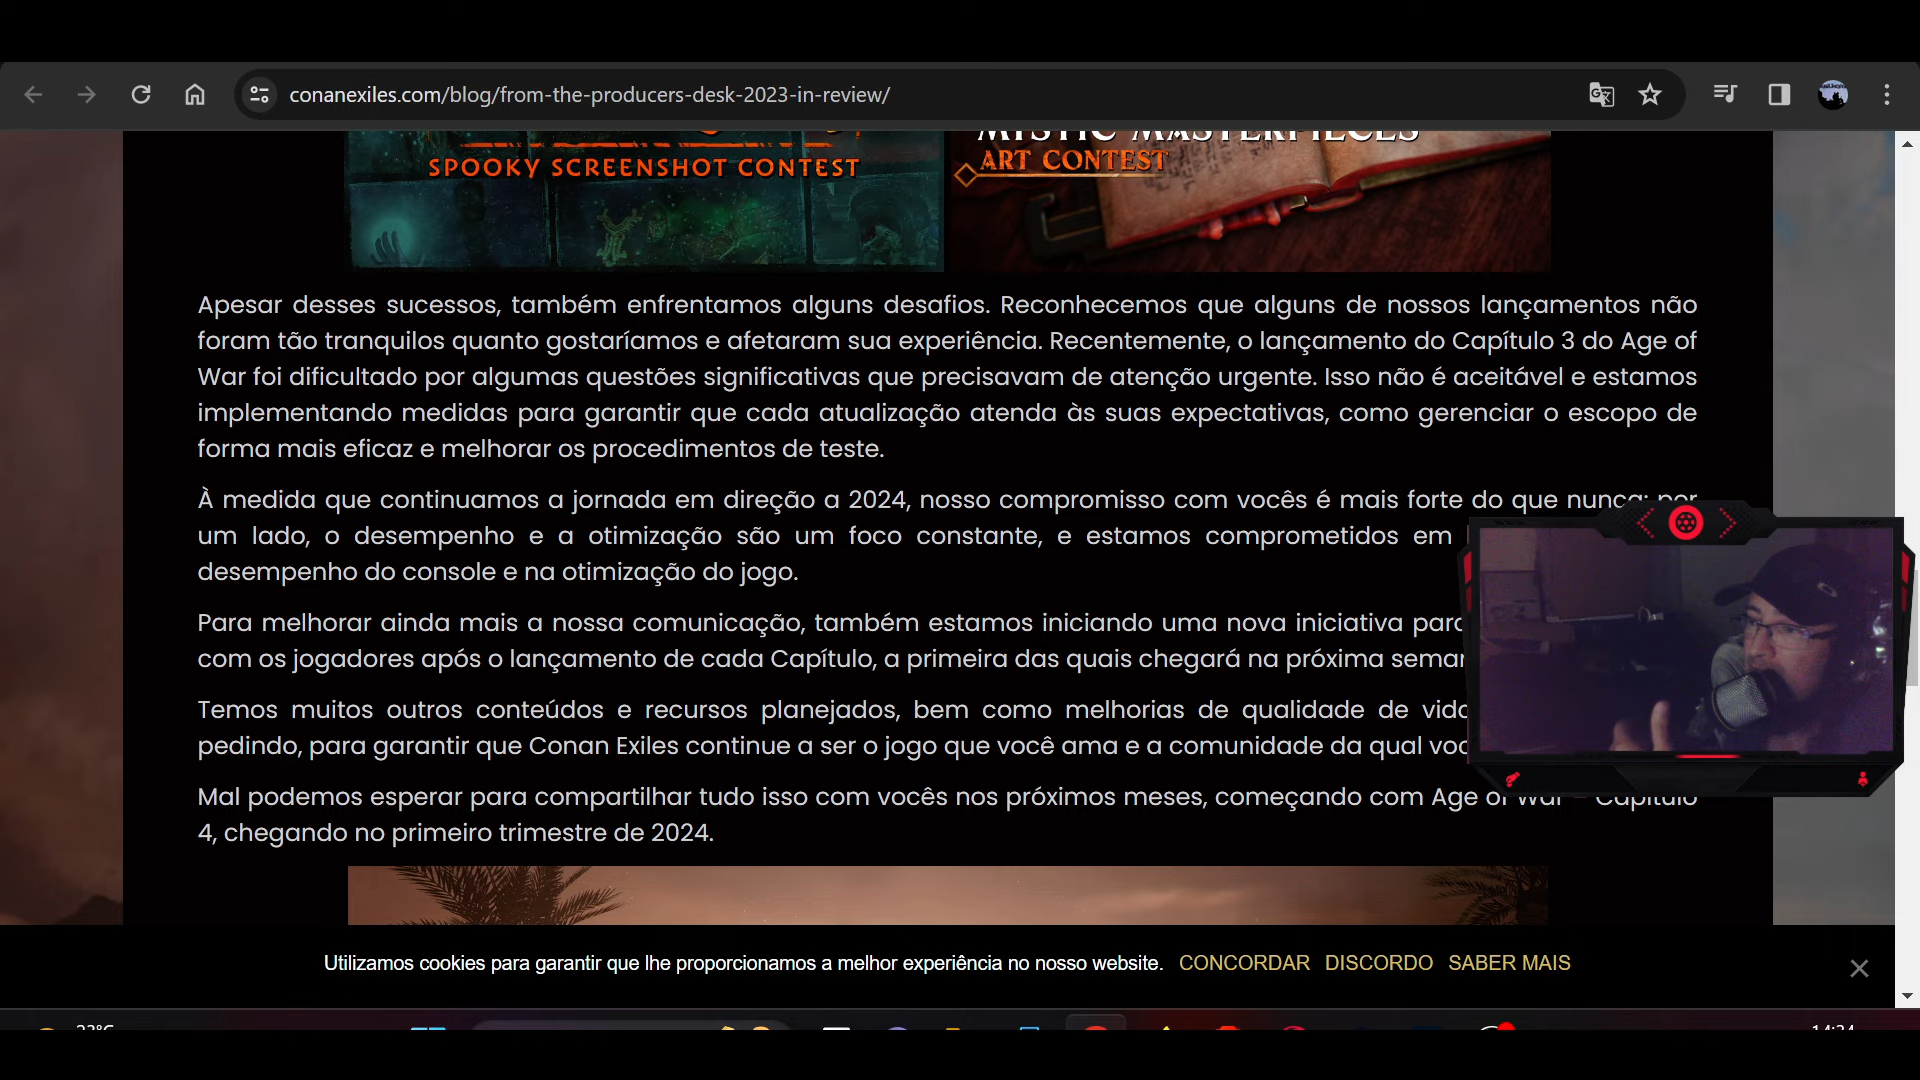 conanexiles.com/blog/from-the-producers-desk-2023-in-review/
MYSTIC MASTERPIECES
SPOOKY SCREENSHOT CONTEST
ART CONTEST
Apesar desses sucessos, também enfrentamos alguns desafios. Reconhecemos que alguns de nossos lançamentos não
foram tão tranquilos quanto gostaríamos e afetaram sua experiência. Recentemente, o lançamento do Capítulo 3 do Age of
War foi dificultado por algumas questões significativas que precisavam de atenção urgente. Isso não é aceitável e estamos
implementando medidas para garantir que cada atualização atenda às suas expectativas, como gerenciar o escopo de
forma mais eficaz e melhorar os procedimentos de teste.
À medida que continuamos a jornada em direção a 2024, nosso compromisso com vocês é mais forte do que nunca: por
um lado, o desempenho e a otimização são um foco constante, e estamos comprometidos em
desempenho do console e na otimização do jogo.
Para melhorar ainda mais a nossa comunicação, também estamos iniciando uma nova iniciativa
com os jogadores após o lançamento de cada Capítulo, a primeira das quais chegará na próxima
Temos muitos outros conteúdos e recursos planejados, bem como melhorias de qualidade de
pedindo, para garantir que Conan Exiles continue a ser o jogo que você ama e a comunidade da qual
Mal podemos esperar para compartilhar tudo isso com vocês nos próximos meses, começando com Age of War – Capítulo
4, chegando no primeiro trimestre de 2024.
Utilizamos cookies para garantir que lhe proporcionamos a melhor experiência no nosso website. CONCORDAR DISCORDO SABER MAIS